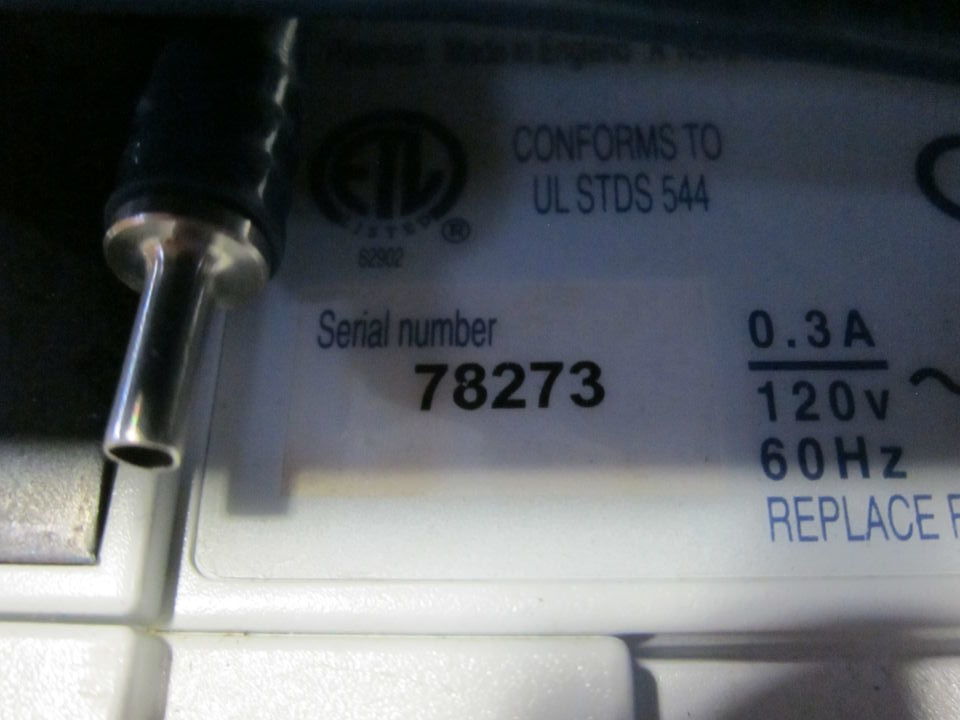 Made in England
ETL
LISTED
®
62902
CONFORMS TO
UL STDS 544
Serial number
78273
0.3A
120v
60Hz
REPLACE